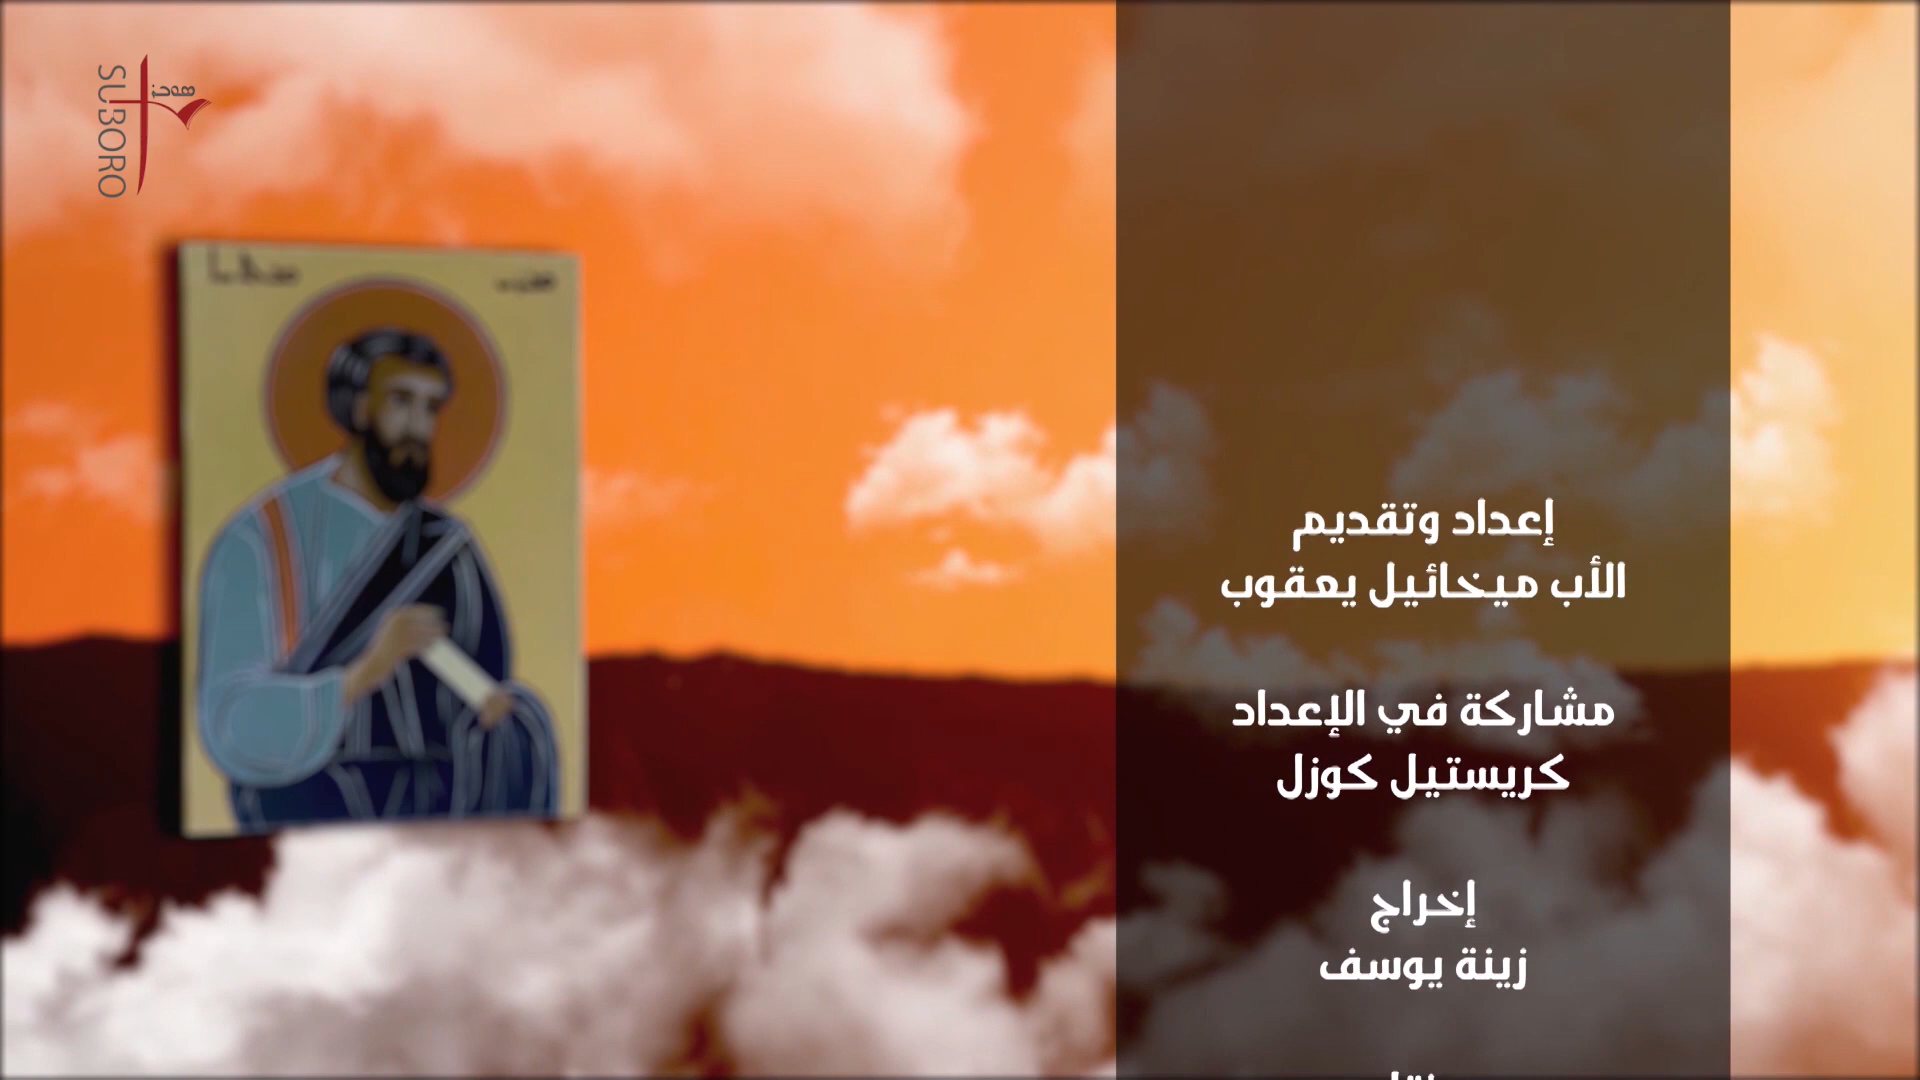 SUBORO
إعداد وتقديم
الأب ميخائيل يعقوب
مشاركة في الإعداد
كريستيل كوزل
إخراج
زينة يوسف